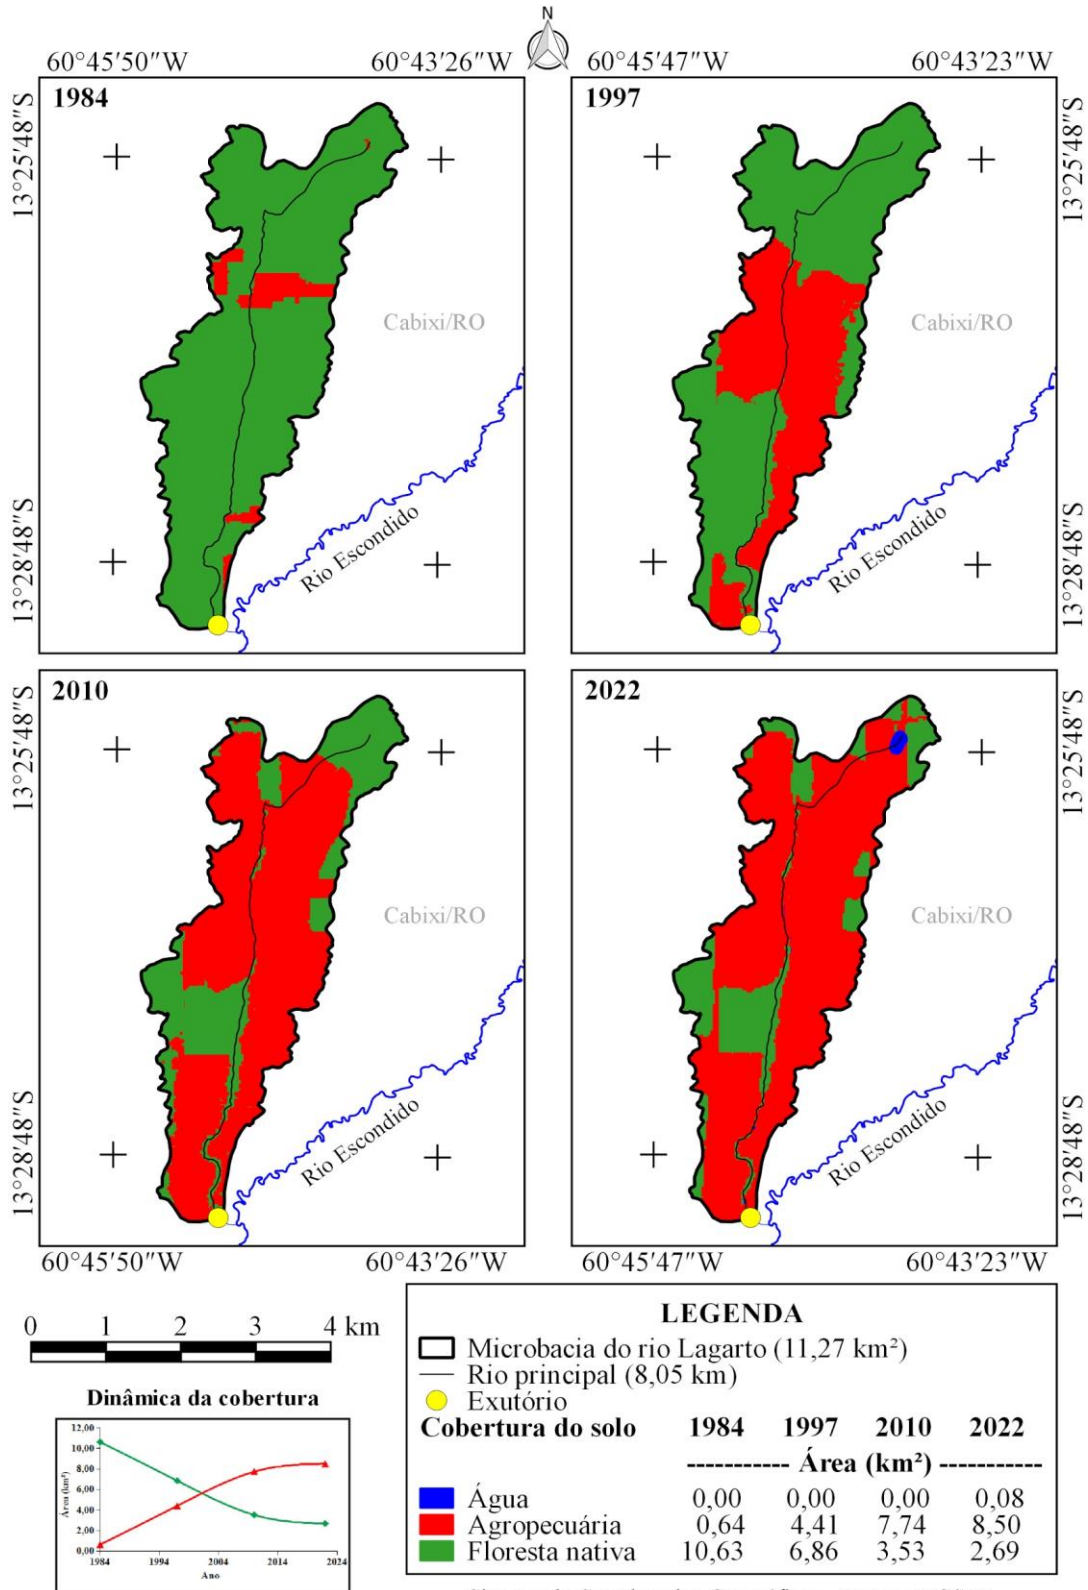 N
60°45'50"W 60°43'26"W 60°45'47"W 60°43'23"W
1984
1997
13°25'48"S
13°25'48"S
Cabixi/RO
Cabixi/RO
Rio Escondido
Rio Escondido
13°28'48"S
13°28'48"S
2010
2022
13°25'48"S
13°25'48"S
Cabixi/RO
Cabixi/RO
Rio Escondido
Rio Escondido
13°28'48"S
13°28'48"S
60°45'50"W 60°43'26"W 60°45'47"W 60°43'23"W
0 1 2 3 4 km
Dinâmica da cobertura
Área (km²)
12,00
10,00
8,00
6,00
4,00
2,00
0,00
1984 1994 2004 2014 2024
Ano
LEGENDA
Microbacia do rio Lagarto (11,27 km²)
Rio principal (8,05 km)
Exutório
Cobertura do solo 1984 1997 2010 2022
----------- Área (km²) -----------
Água 0,00 0,00 0,00 0,08
Agropecuária 0,64 4,41 7,74 8,50
Floresta nativa 10,63 6,86 3,53 2,69